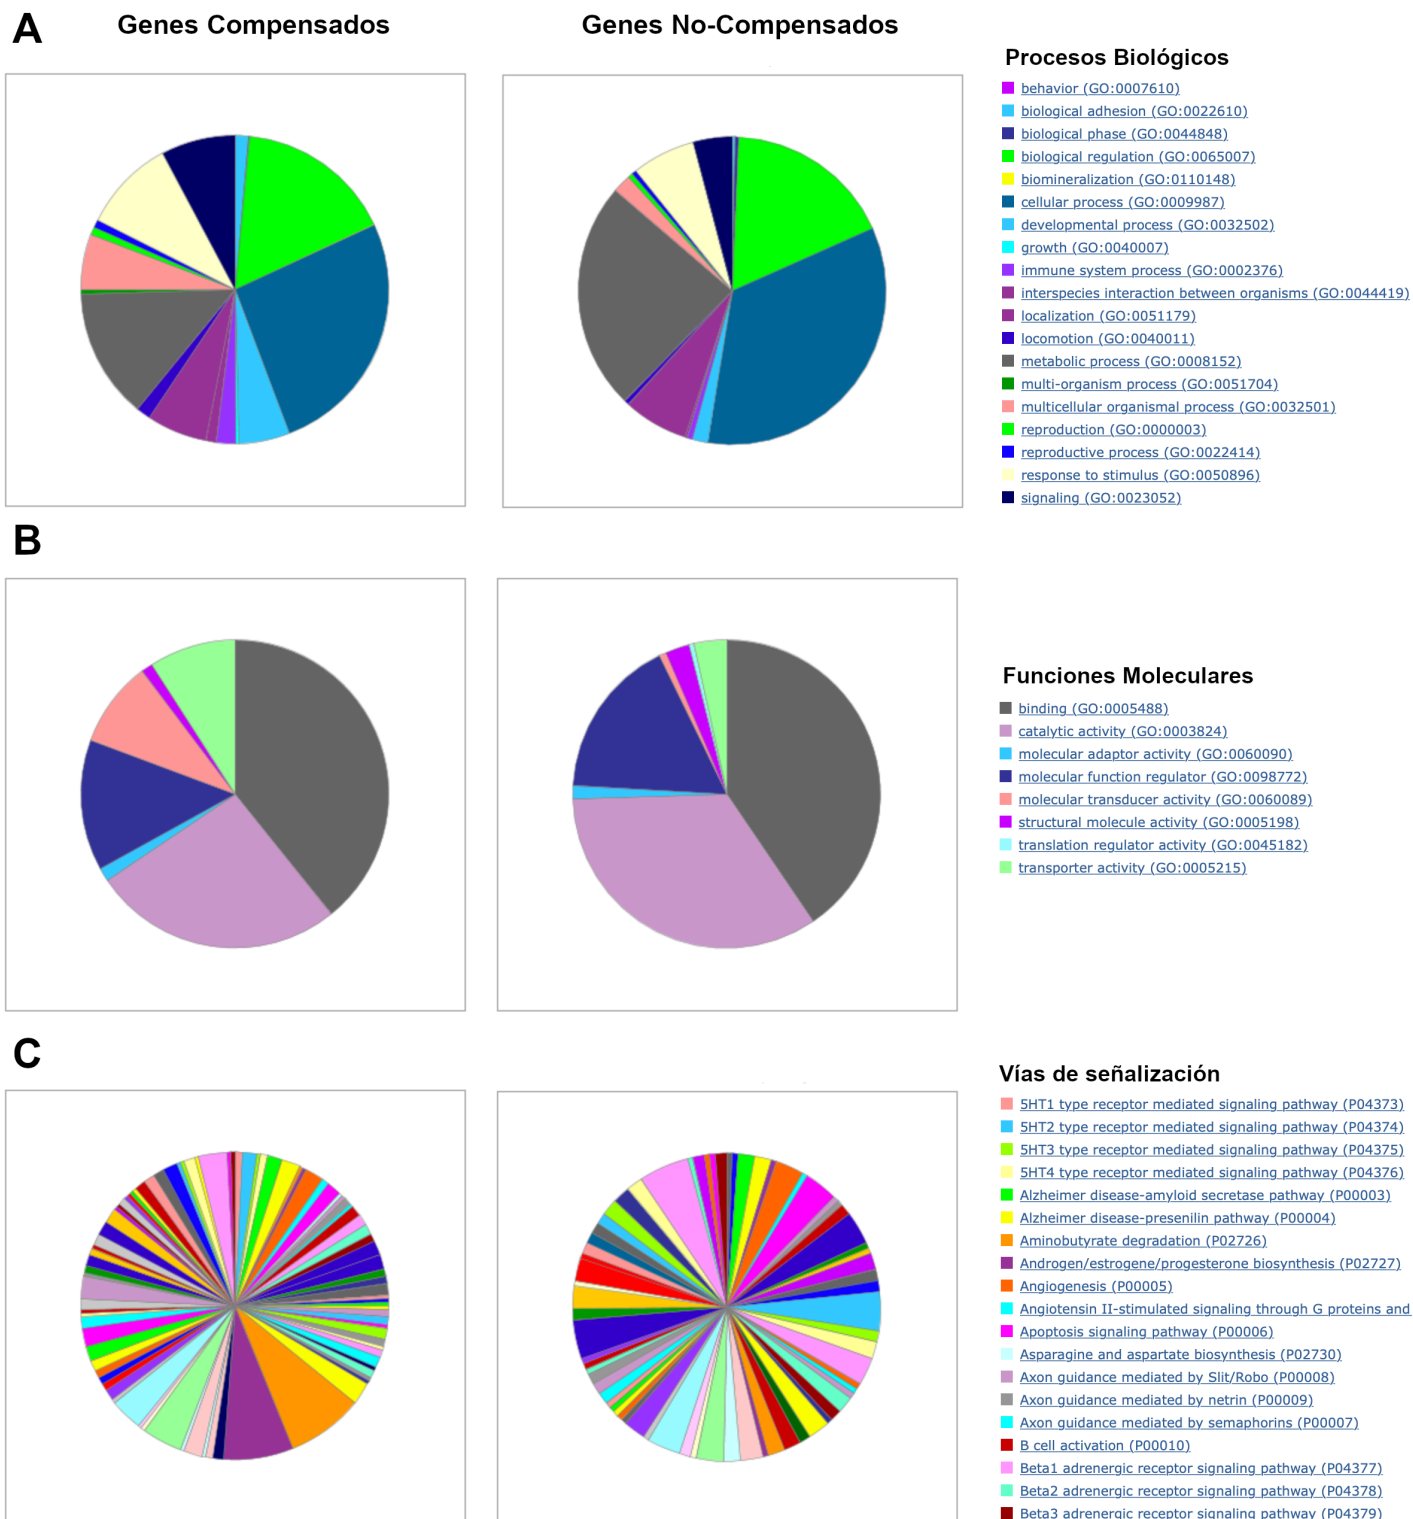 A
Genes Compensados
Genes No-Compensados
Procesos Biológicos
behavior (GO:0007610)
biological adhesion (GO:0022610)
biological phase (GO:0044848)
biological regulation (GO:0065007)
biomineralization (GO:0110148)
cellular process (GO:0009987)
developmental process (GO:0032502)
growth (GO:0040007)
immune system process (GO:0002376)
interspecies interaction between organisms (GO:0044419)
localization (GO:0051179)
locomotion (GO:0040011)
metabolic process (GO:0008152)
multi-organism process (GO:0051704)
multicellular organismal process (GO:0032501)
reproduction (GO:0000003)
reproductive process (GO:0022414)
response to stimulus (GO:0050896)
signaling (GO:0023052)
B
Funciones Moleculares
binding (GO:0005488)
catalytic activity (GO:0003824)
molecular adaptor activity (GO:0060090)
molecular function regulator (GO:0098772)
molecular transducer activity (GO:0060089)
structural molecule activity (GO:0005198)
translation regulator activity (GO:0045182)
transporter activity (GO:0005215)
C
Vías de señalización
5HT1 type receptor mediated signaling pathway (P04373)
5HT2 type receptor mediated signaling pathway (P04374)
5HT3 type receptor mediated signaling pathway (P04375)
5HT4 type receptor mediated signaling pathway (P04376)
Alzheimer disease-amyloid secretase pathway (P00003)
Alzheimer disease-presenilin pathway (P00004)
Aminobutyrate degradation (P02726)
Androgen/estrogene/progesterone biosynthesis (P02727)
Angiogenesis (P00005)
Angiotensin II-stimulated signaling through G proteins and
Apoptosis signaling pathway (P00006)
Asparagine and aspartate biosynthesis (P02730)
Axon guidance mediated by Slit/Robo (P00008)
Axon guidance mediated by netrin (P00009)
Axon guidance mediated by semaphorins (P00007)
B cell activation (P00010)
Beta1 adrenergic receptor signaling pathway (P04377)
Beta2 adrenergic receptor signaling pathway (P04378)
Beta3 adrenergic receptor signaling pathway (P04379)